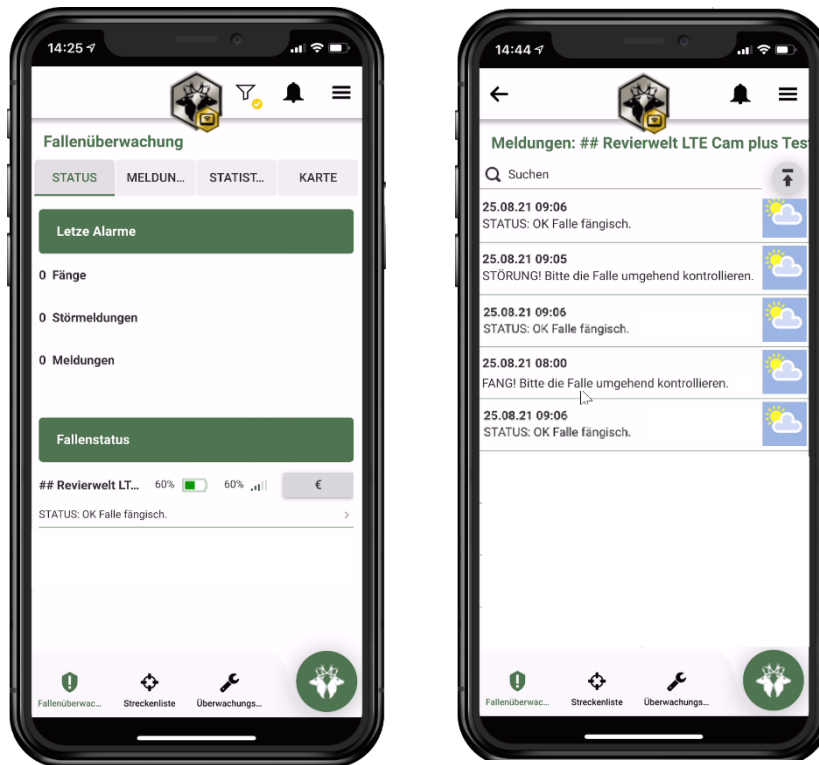 14:25
Fallenüberwachung
STATUS MELDUN... STATIST... KARTE
Letze Alarme
0 Fänge
0 Störmeldungen
0 Meldungen
Fallenstatus
## Revierwelt LT... 60% 60% €
STATUS: OK Falle fängisch.
Fallenüberwac... Streckenliste Überwachungs...
14:44
Meldungen: ## Revierwelt LTE Cam plus Tes
Suchen
25.08.21 09:06
STATUS: OK Falle fängisch.
25.08.21 09:05
STÖRUNG! Bitte die Falle umgehend kontrollieren.
25.08.21 09:06
STATUS: OK Falle fängisch.
25.08.21 08:00
FANG! Bitte die Falle umgehend kontrollieren.
25.08.21 09:06
STATUS: OK Falle fängisch.
Fallenüberwac... Streckenliste Überwachungs...